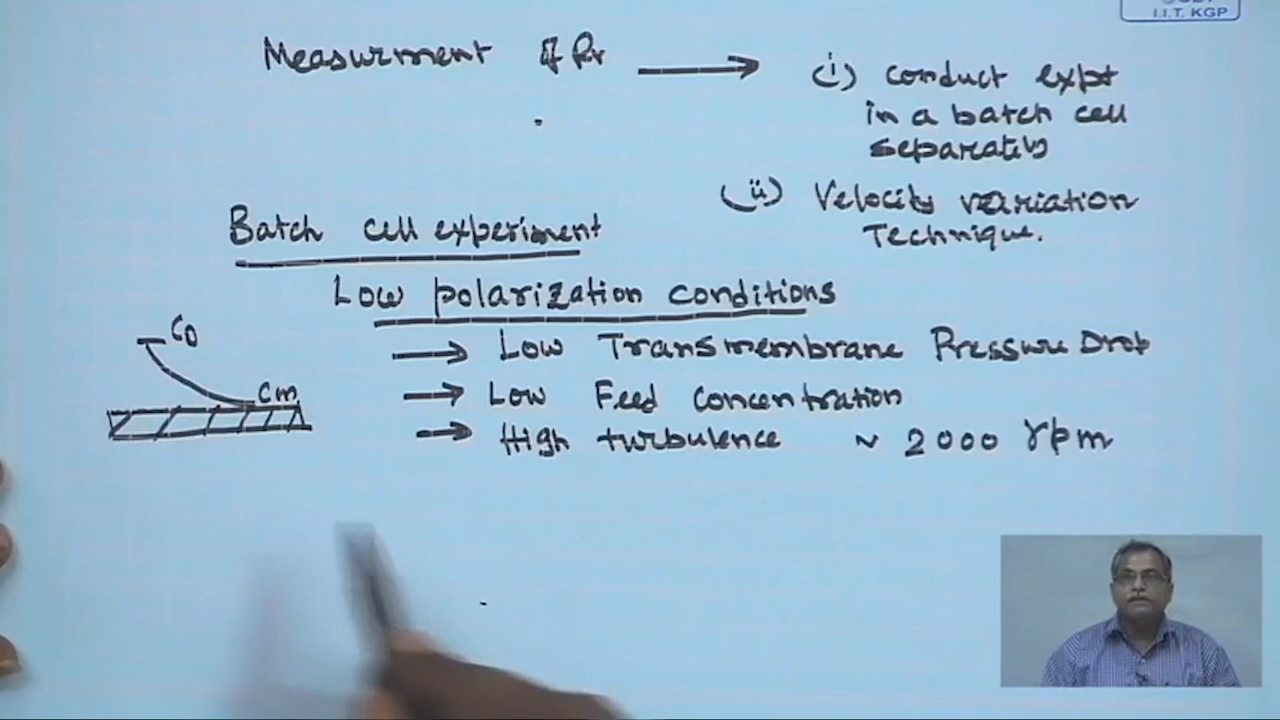 I.I.T. KGP
Measurment of Rr
(i) conduct expt
in a batch cell
separately
(ii) Velocity variation
Technique.
Batch cell experiment
Low polarization conditions
C0
Cm
→ Low Transmembrane Pressure Drop
→ Low Feed concentration
→ High turbulence ~ 2000 rpm